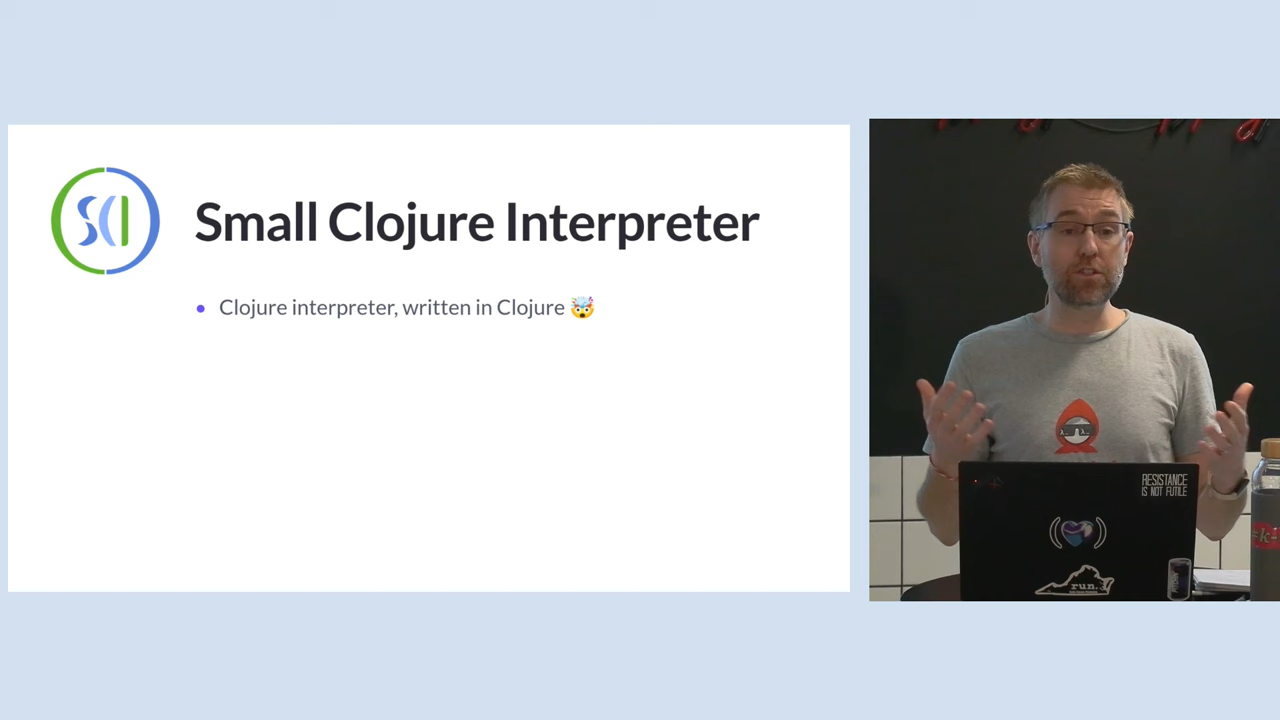 SCI
Small Clojure Interpreter
Clojure interpreter, written in Clojure 🤯
RESISTANCE
IS NOT FUTILE
run.